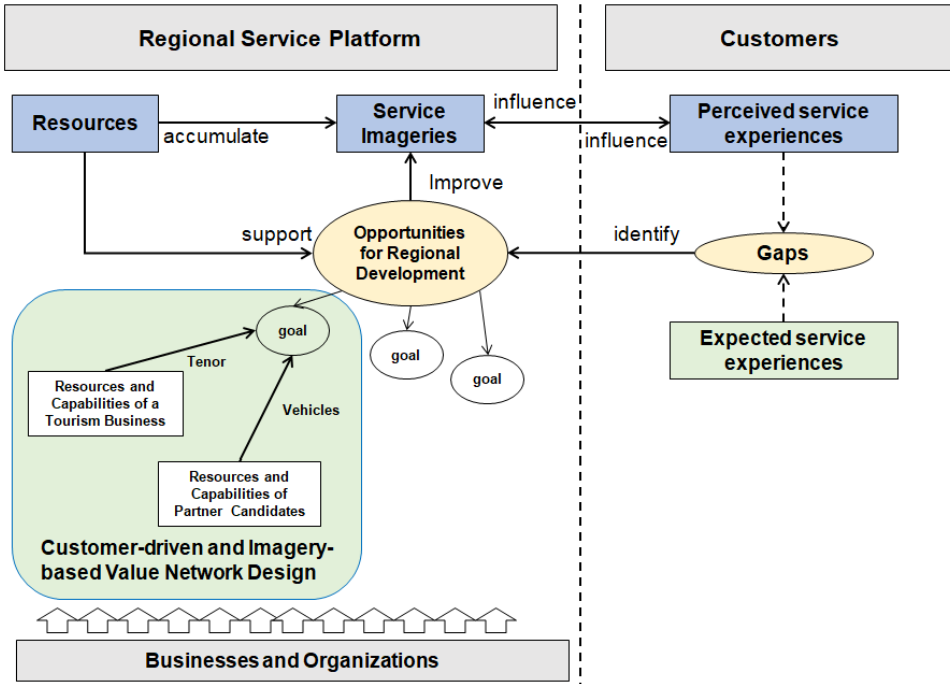 Regional Service Platform
Customers
Resources
accumulate
Service
Imageries
influence
influence
Perceived service
experiences
Improve
support
Opportunities
for Regional
Development
identify
Gaps
Expected service
experiences
goal
goal
goal
Tenor
Resources and
Capabilities of a
Tourism Business
Vehicles
Resources and
Capabilities of
Partner Candidates
Customer-driven and Imagery-
based Value Network Design
Businesses and Organizations